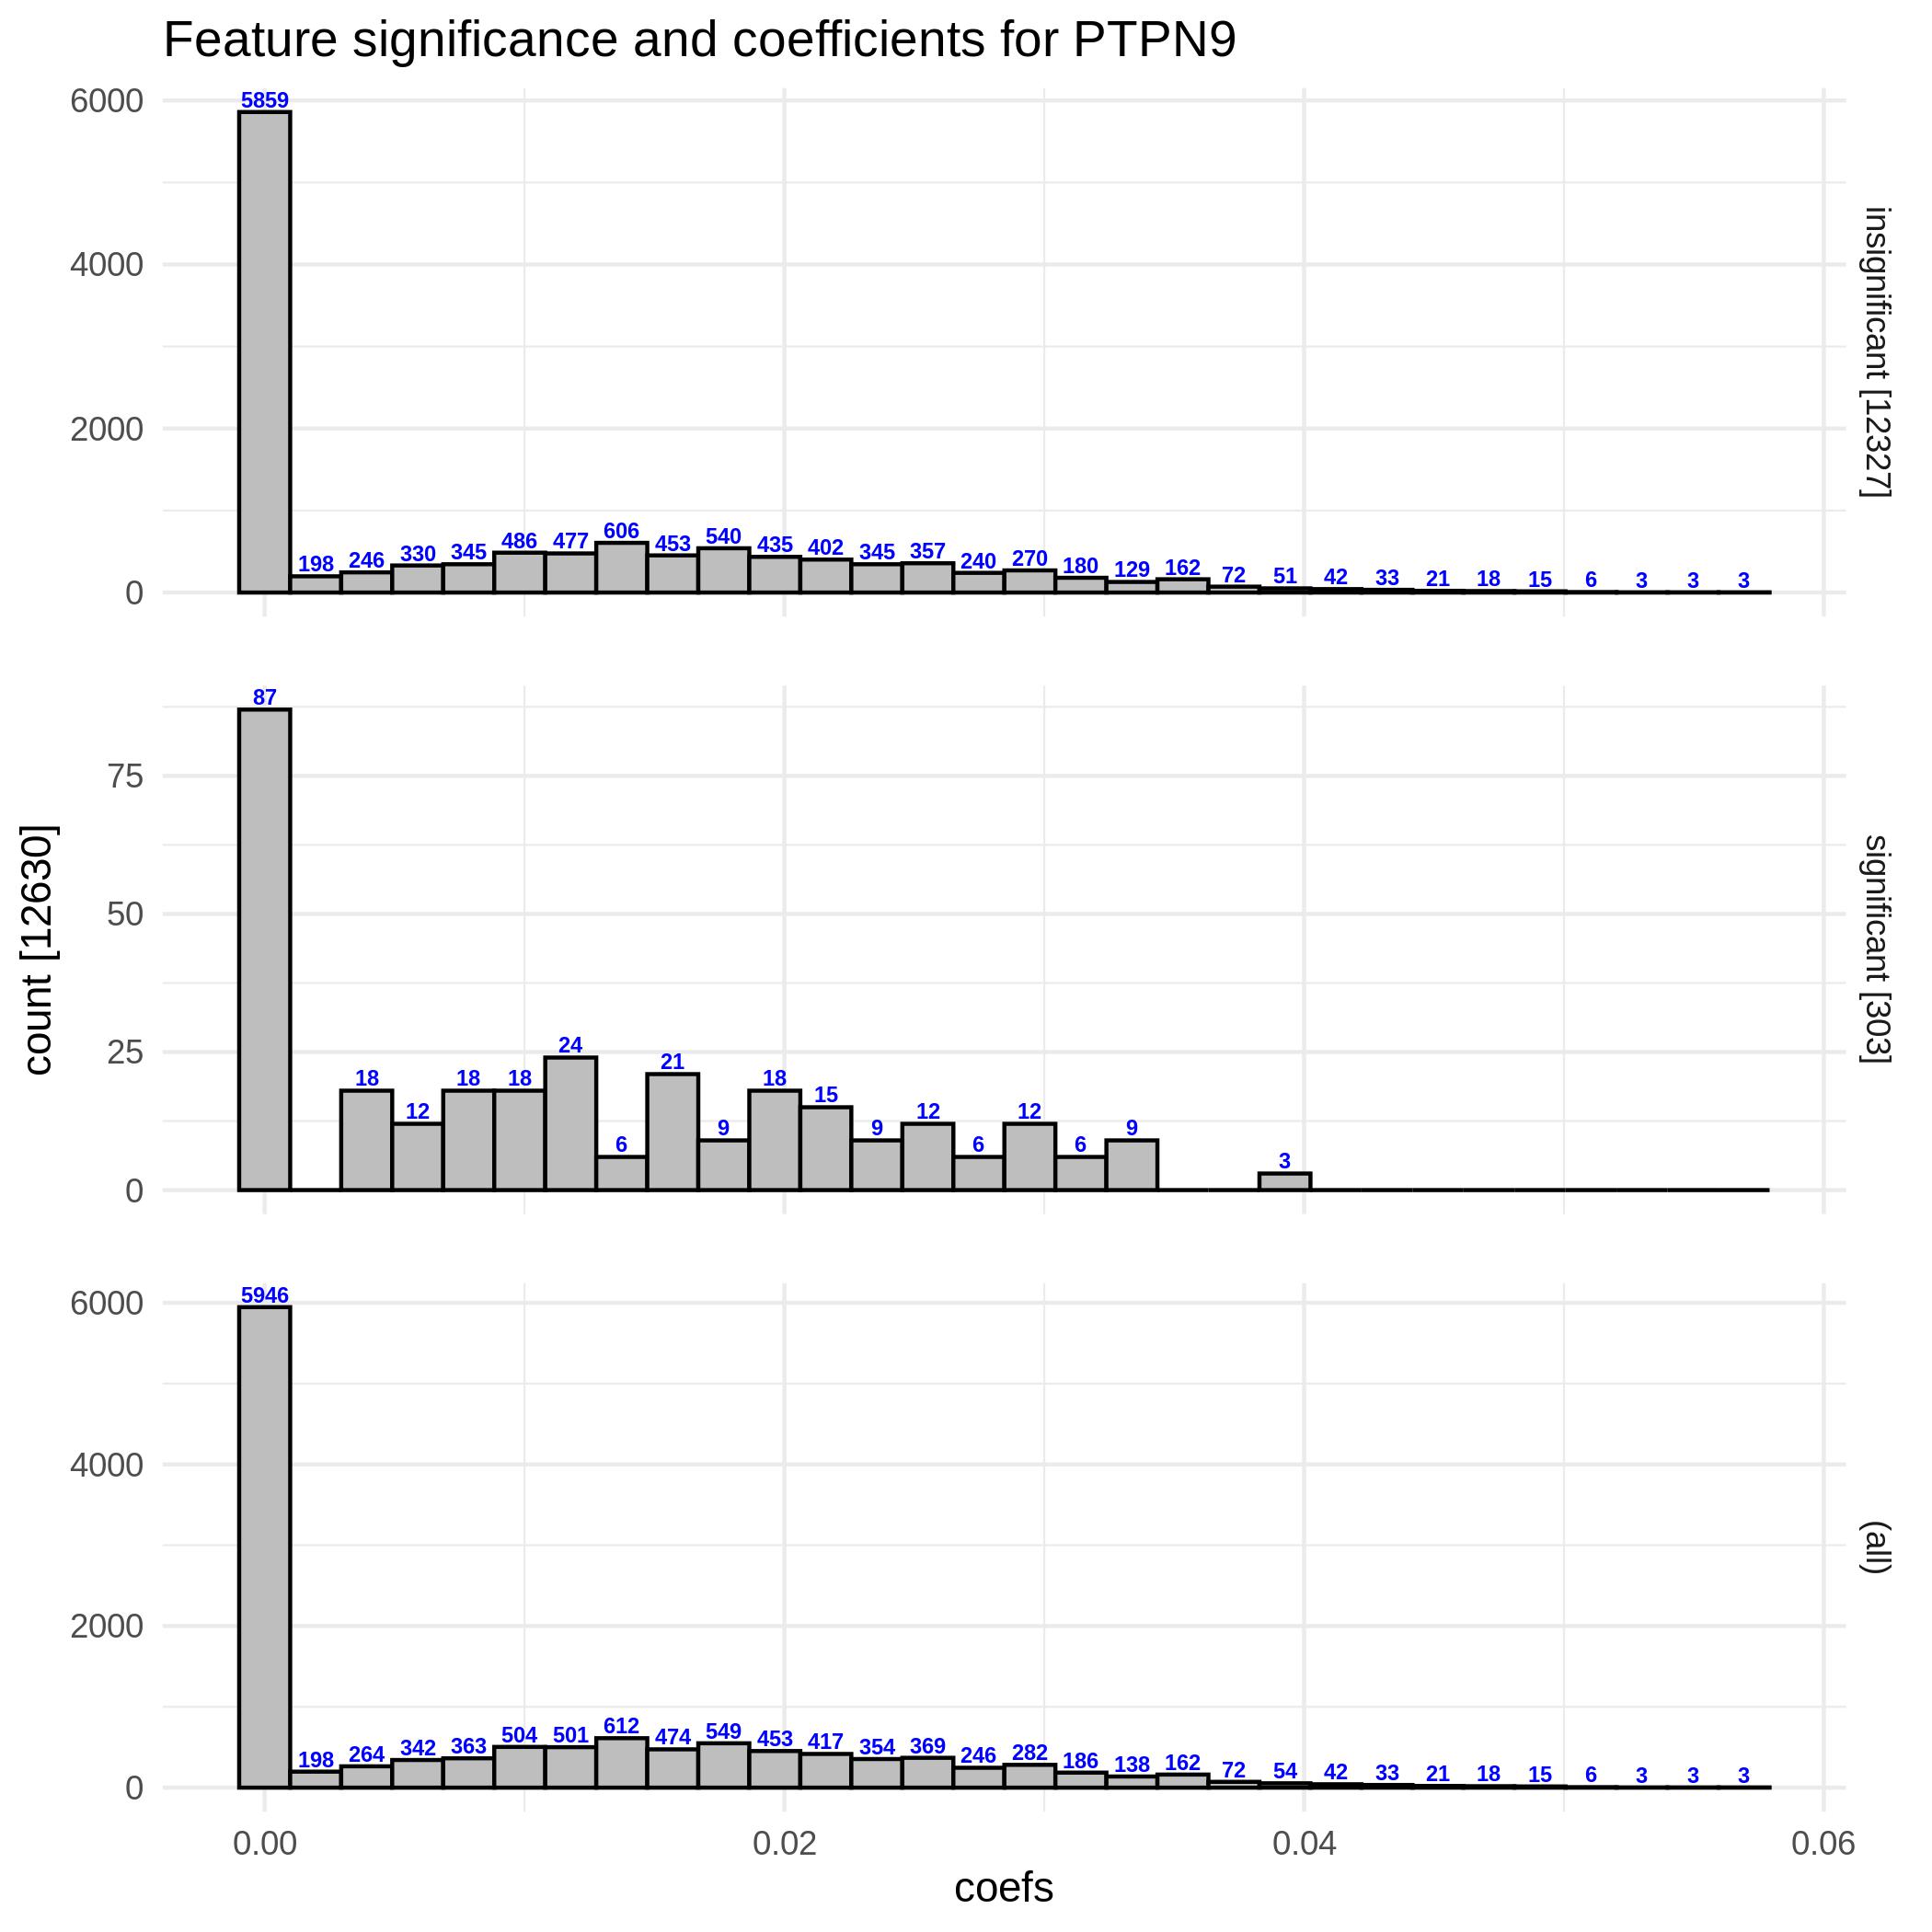 Feature significance and coefficients for PTPN9
count [12630]
6000
4000
2000
0
5859
198 246 330 345 486 477 606 453 540 435 402 345 357 240 270 180 129 162 72 51 42 33 21 18 15 6 3 3 3
insignificant [12327]
75
50
25
0
87
18 12 18 18 24 6 21 9 18 15 9 12 6 12 6 9 3
significant [303]
6000
4000
2000
0
5946
198 264 342 363 504 501 612 474 549 453 417 354 369 246 282 186 138 162 72 54 42 33 21 18 15 6 3 3 3
(all)
0.00 0.02 0.04 0.06
coefs